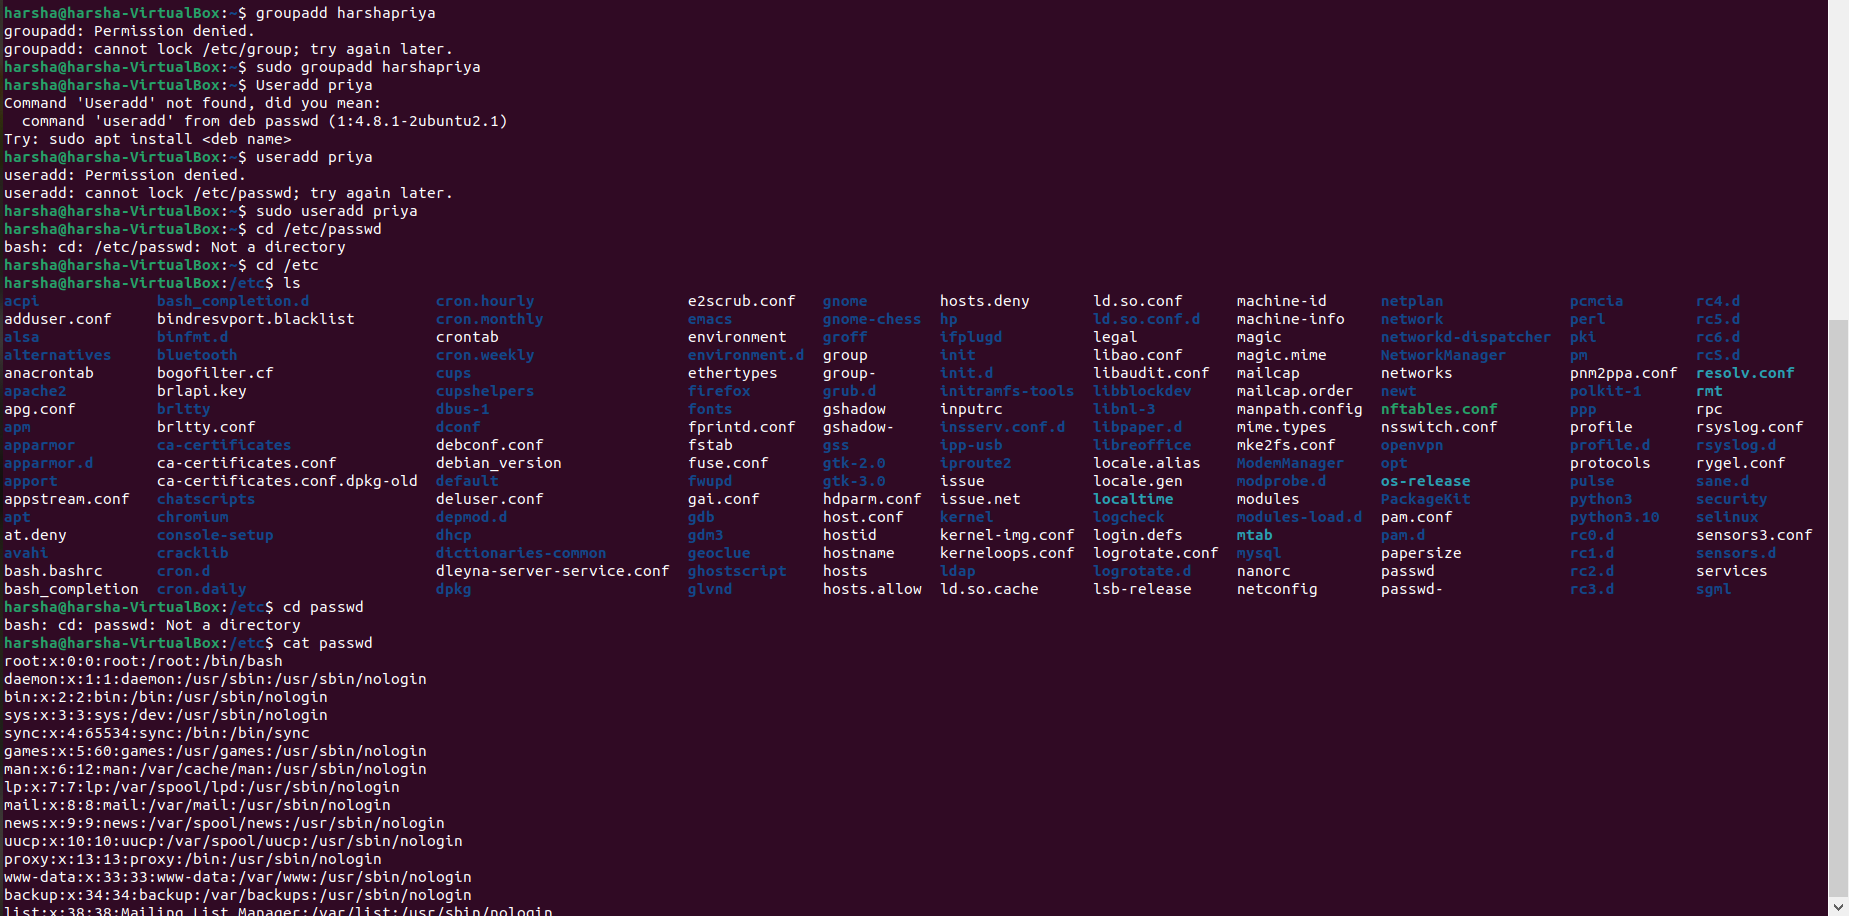 harsha@harsha-VirtualBox:~$ groupadd harshapriya
groupadd: Permission denied.
groupadd: cannot lock /etc/group; try again later.
harsha@harsha-VirtualBox:~$ sudo groupadd harshapriya
harsha@harsha-VirtualBox:~$ Useradd priya
Command 'Useradd' not found, did you mean:
  command 'useradd' from deb passwd (1:4.8.1-2ubuntu2.1)
Try: sudo apt install <deb name>
harsha@harsha-VirtualBox:~$ useradd priya
useradd: Permission denied.
useradd: cannot lock /etc/passwd; try again later.
harsha@harsha-VirtualBox:~$ sudo useradd priya
harsha@harsha-VirtualBox:~$ cd /etc/passwd
bash: cd: /etc/passwd: Not a directory
harsha@harsha-VirtualBox:~$ cd /etc
harsha@harsha-VirtualBox:/etc$ ls
acpi bash_completion.d cron.hourly e2scrub.conf gnome hosts.deny ld.so.conf machine-id netplan pcmcia rc4.d
adduser.conf bindresvport.blacklist cron.monthly emacs gnome-chess hp ld.so.conf.d machine-info network perl rc5.d
alsa binfmt.d crontab environment groff ifplugd legal magic networkd-dispatcher pki rc6.d
alternatives bluetooth cron.weekly environment.d group init libao.conf magic.mime NetworkManager pm rcS.d
anacrontab bogofilter.cf cups ethertypes group- init.d libaudit.conf mailcap networks pnm2ppa.conf resolv.conf
apache2 brlapi.key cupshelpers firefox grub.d initramfs-tools libblockdev mailcap.order newt polkit-1 rmt
apg.conf brltty dbus-1 fonts gshadow inputrc libnl-3 manpath.config nftables.conf ppp rpc
apm brltty.conf dconf fprintd.conf gshadow- insserv.conf.d libpaper.d mime.types nsswitch.conf profile rsyslog.conf
apparmor ca-certificates debconf.conf fstab gss ipp-usb libreoffice mke2fs.conf openvpn profile.d rsyslog.d
apparmor.d ca-certificates.conf debian_version fuse.conf gtk-2.0 iproute2 locale.alias ModemManager opt protocols rygel.conf
apport ca-certificates.conf.dpkg-old default fwupd gtk-3.0 issue locale.gen modprobe.d os-release pulse sane.d
appstream.conf chatscripts deluser.conf gai.conf hdparm.conf issue.net localtime modules PackageKit python3 security
apt chromium depmod.d gdb host.conf kernel logcheck modules-load.d pam.conf python3.10 selinux
at.deny console-setup dhcp gdm3 hostid kernel-img.conf login.defs mtab pam.d rc0.d sensors3.conf
avahi cracklib dictionaries-common geoclue hostname kerneloops.conf logrotate.conf mysql papersize rc1.d sensors.d
bash.bashrc cron.d dleyna-server-service.conf ghostscript hosts ldap logrotate.d nanorc passwd rc2.d services
bash_completion cron.daily dpkg glvnd hosts.allow ld.so.cache lsb-release netconfig passwd- rc3.d sgml
harsha@harsha-VirtualBox:/etc$ cd passwd
bash: cd: passwd: Not a directory
harsha@harsha-VirtualBox:/etc$ cat passwd
root:x:0:0:root:/root:/bin/bash
daemon:x:1:1:daemon:/usr/sbin:/usr/sbin/nologin
bin:x:2:2:bin:/bin:/usr/sbin/nologin
sys:x:3:3:sys:/dev:/usr/sbin/nologin
sync:x:4:65534:sync:/bin:/bin/sync
games:x:5:60:games:/usr/games:/usr/sbin/nologin
man:x:6:12:man:/var/cache/man:/usr/sbin/nologin
lp:x:7:7:lp:/var/spool/lpd:/usr/sbin/nologin
mail:x:8:8:mail:/var/mail:/usr/sbin/nologin
news:x:9:9:news:/var/spool/news:/usr/sbin/nologin
uucp:x:10:10:uucp:/var/spool/uucp:/usr/sbin/nologin
proxy:x:13:13:proxy:/bin:/usr/sbin/nologin
www-data:x:33:33:www-data:/var/www:/usr/sbin/nologin
backup:x:34:34:backup:/var/backups:/usr/sbin/nologin
list:x:38:38:Mailing List Manager:/var/list:/usr/sbin/nologin